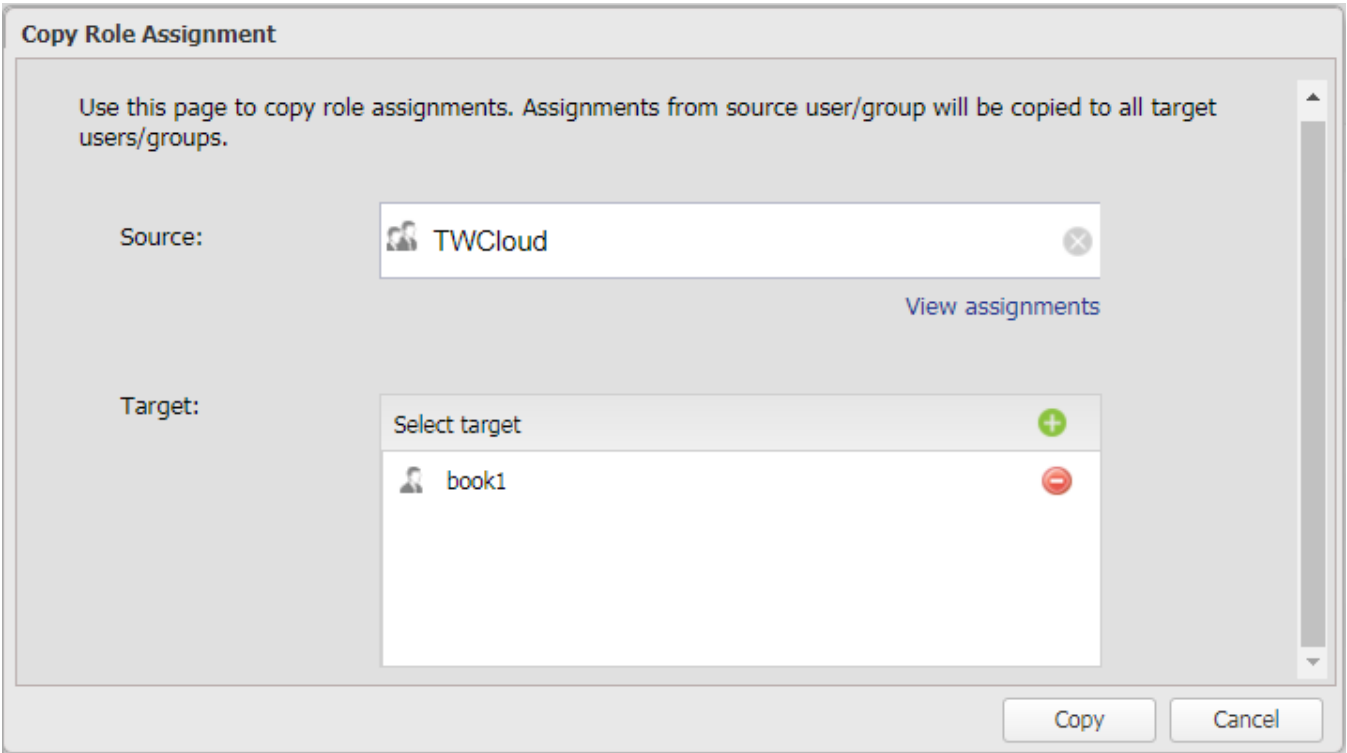 Copy Role Assignment
Use this page to copy role assignments. Assignments from source user/group will be copied to all target
users/groups.
Source:
TWCloud
View assignments
Target:
Select target
book1
Copy
Cancel